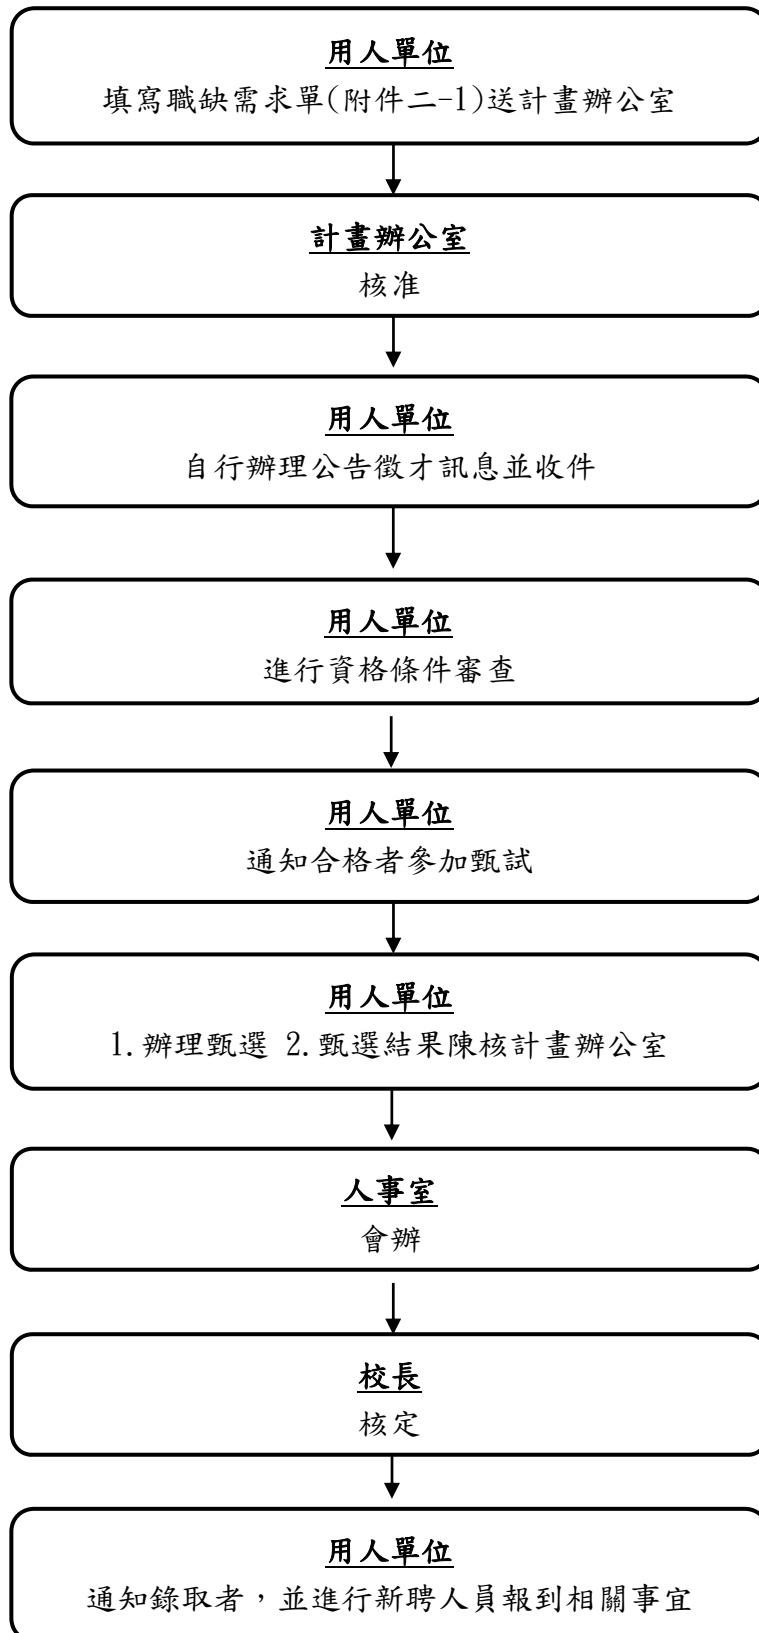 用人單位
填寫職缺需求單(附件二-1)送計畫辦公室
計畫辦公室
核准
用人單位
自行辦理公告徵才訊息並收件
用人單位
進行資格條件審查
用人單位
通知合格者參加甄試
用人單位
1.辦理甄選 2.甄選結果陳核計畫辦公室
人事室
會辦
校長
核定
用人單位
通知錄取者，並進行新聘人員報到相關事宜